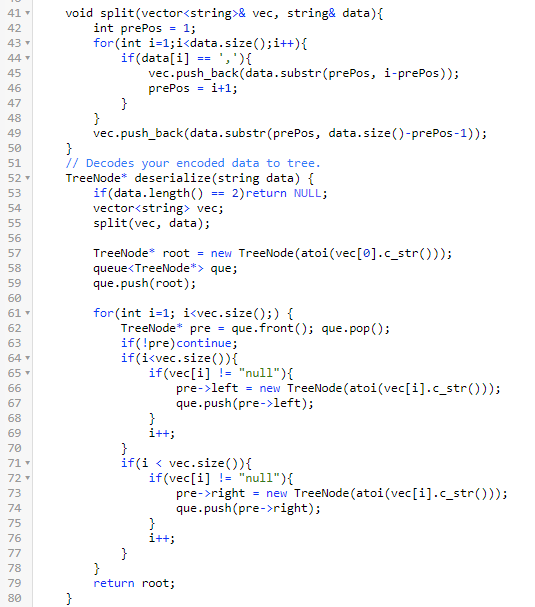 41 void split(vector<string>& vec, string& data){
42 int prePos = 1;
43 for(int i=1;i<data.size();i++){
44 if(data[i] == ','){
45 vec.push_back(data.substr(prePos, i-prePos));
46 prePos = i+1;
47 }
48 }
49 vec.push_back(data.substr(prePos, data.size()-prePos-1));
50 }
51 // Decodes your encoded data to tree.
52 TreeNode* deserialize(string data) {
53 if(data.length() == 2)return NULL;
54 vector<string> vec;
55 split(vec, data);
56
57 TreeNode* root = new TreeNode(atoi(vec[0].c_str()));
58 queue<TreeNode*> que;
59 que.push(root);
60
61 for(int i=1; i<vec.size();) {
62 TreeNode* pre = que.front(); que.pop();
63 if(!pre)continue;
64 if(i<vec.size()){
65 if(vec[i] != "null"){
66 pre->left = new TreeNode(atoi(vec[i].c_str()));
67 que.push(pre->left);
68 }
69 i++;
70 }
71 if(i < vec.size()){
72 if(vec[i] != "null"){
73 pre->right = new TreeNode(atoi(vec[i].c_str()));
74 que.push(pre->right);
75 }
76 i++;
77 }
78 }
79 return root;
80 }